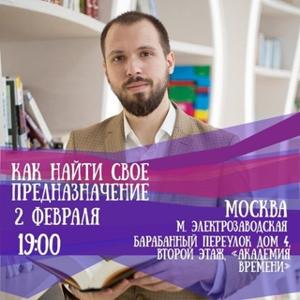 КАК НАЙТИ СВОЕ
ПРЕДНАЗНАЧЕНИЕ
2 ФЕВРАЛЯ
19:00
МОСКВА
М. ЭЛЕКТРОЗАВОДСКАЯ
БАРАБАННЫЙ ПЕРЕУЛОК ДОМ 4,
ВТОРОЙ ЭТАЖ, «АКАДЕМИЯ
ВРЕМЕНИ»